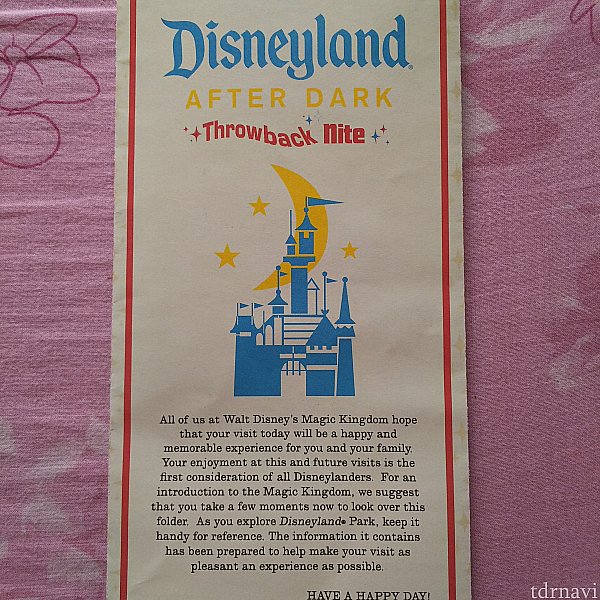 Disneyland®
AFTER DARK
Throwback Nite
All of us at Walt Disney's Magic Kingdom hope
that your visit today will be a happy and
memorable experience for you and your family.
Your enjoyment at this and future visits is the
first consideration of all Disneylanders. For an
introduction to the Magic Kingdom, we suggest
that you take a few moments now to look over this
folder. As you explore Disneyland® Park, keep it
handy for reference. The information it contains
has been prepared to help make your visit as
pleasant an experience as possible.
HAVE A HAPPY DAY!
tdrnavi